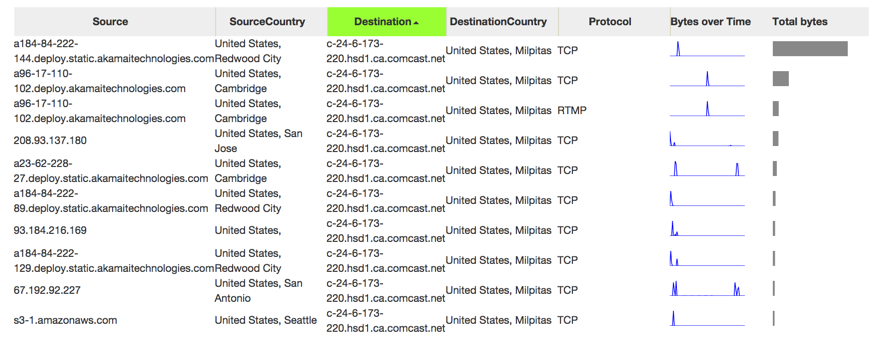 Source SourceCountry Destination DestinationCountry Protocol Bytes over Time Total bytes
a184-84-222- United States, c-24-6-173-
144.deploy.static.akamaitechnologies.com Redwood City 220.hsd1.ca.comcast.net United States, Milpitas TCP
a96-17-110- United States, c-24-6-173-
102.deploy.static.akamaitechnologies.com Cambridge 220.hsd1.ca.comcast.net United States, Milpitas TCP
a96-17-110- United States, c-24-6-173-
102.deploy.static.akamaitechnologies.com Cambridge 220.hsd1.ca.comcast.net United States, Milpitas RTMP
208.93.137.180 United States, San Jose c-24-6-173-
220.hsd1.ca.comcast.net United States, Milpitas TCP
a23-62-228- United States, c-24-6-173-
27.deploy.static.akamaitechnologies.com Cambridge 220.hsd1.ca.comcast.net United States, Milpitas TCP
a184-84-222- United States, c-24-6-173-
89.deploy.static.akamaitechnologies.com Redwood City 220.hsd1.ca.comcast.net United States, Milpitas TCP
93.184.216.169 United States, c-24-6-173-
220.hsd1.ca.comcast.net United States, Milpitas TCP
a184-84-222- United States, c-24-6-173-
129.deploy.static.akamaitechnologies.com Redwood City 220.hsd1.ca.comcast.net United States, Milpitas TCP
67.192.92.227 United States, San Antonio c-24-6-173-
220.hsd1.ca.comcast.net United States, Milpitas TCP
s3-1.amazonaws.com United States, Seattle c-24-6-173-
220.hsd1.ca.comcast.net United States, Milpitas TCP